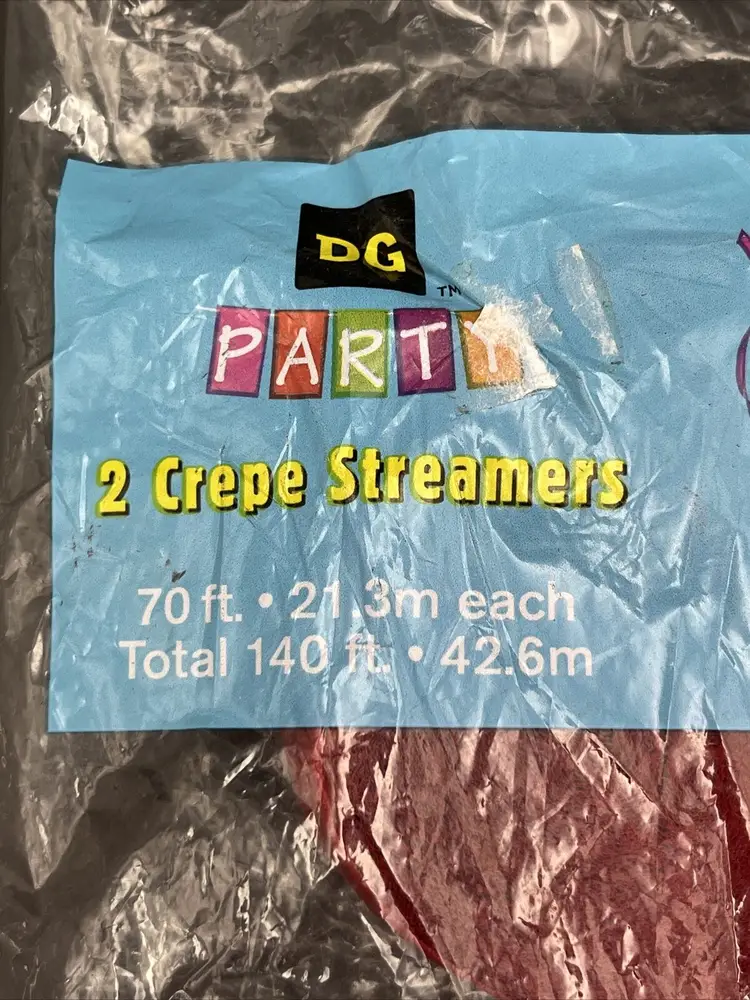 DG
TM
PARTY
2 Crepe Streamers
70 ft. • 21.3m each
Total 140 ft. • 42.6m